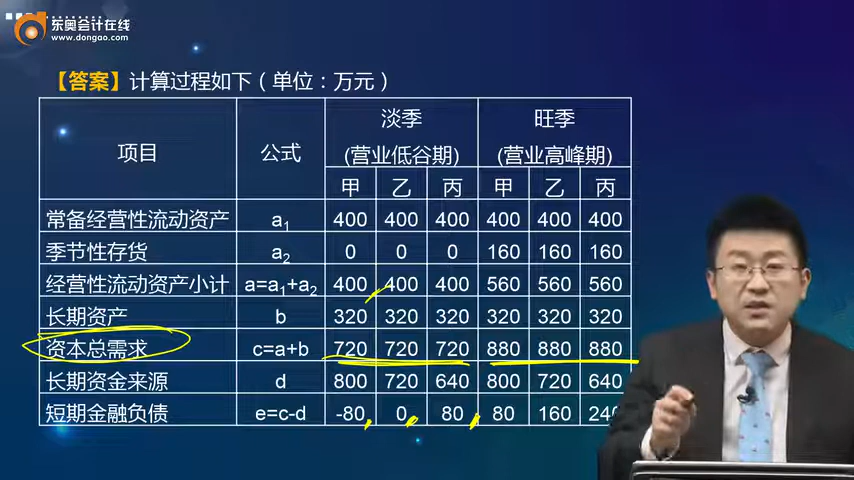 东奥会计在线
www.dongao.com
【答案】计算过程如下（单位：万元）
项目 公式 淡季 旺季
(营业低谷期) (营业高峰期)
甲 乙 丙 甲 乙 丙
常备经营性流动资产 a1 400 400 400 400 400 400
季节性存货 a2 0 0 0 160 160 160
经营性流动资产小计 a=a1+a2 400 400 400 560 560 560
长期资产 b 320 320 320 320 320 320
资本总需求 c=a+b 720 720 720 880 880 880
长期资金来源 d 800 720 640 800 720 640
短期金融负债 e=c-d -80 0 80 80 160